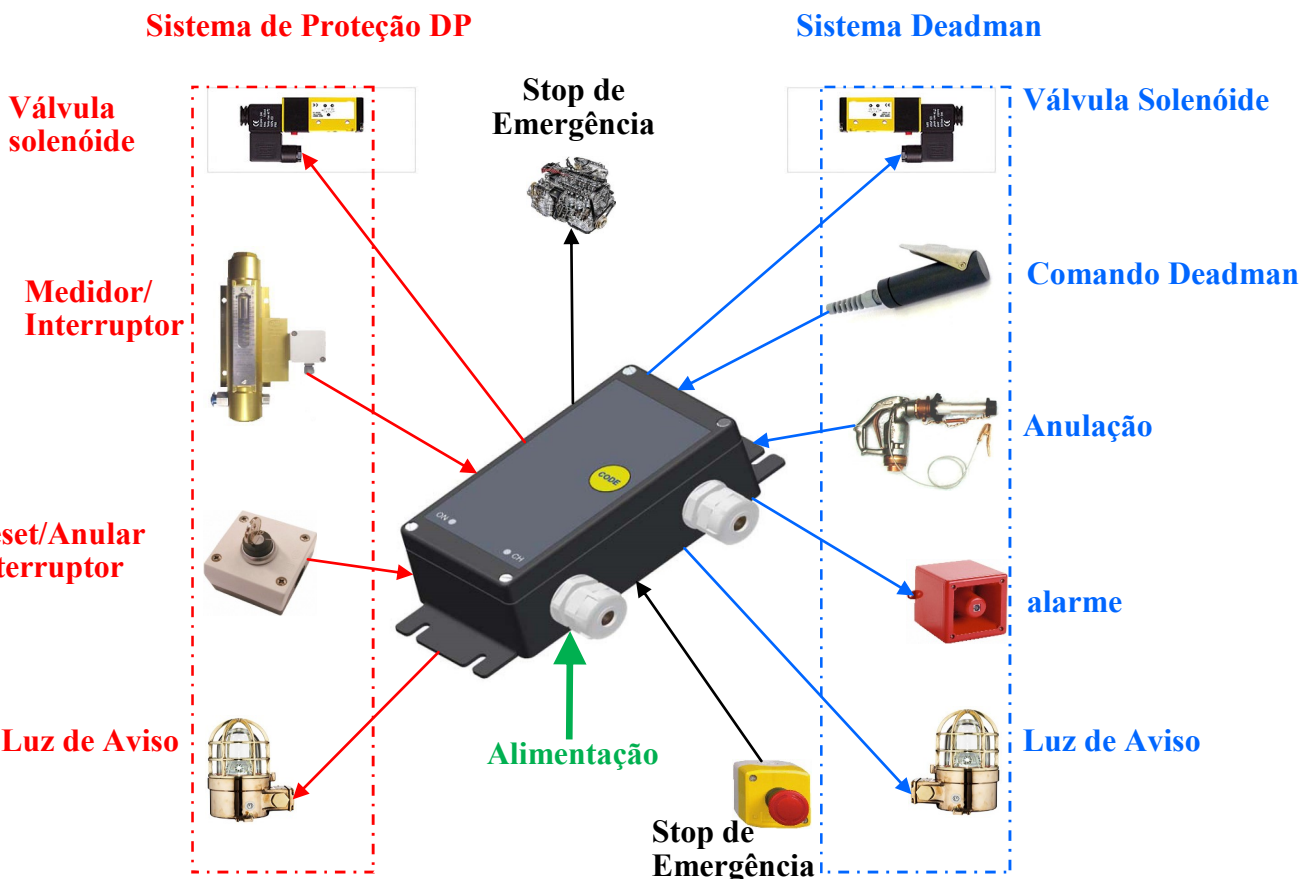 Sistema de Proteção DP
Sistema Deadman
Válvula
solenóide
Stop de
Emergência
Válvula Solenóide
Medidor/
Interruptor
Comando Deadman
Anulação
CODE
ON
CH
eset/Anular
terruptor
alarme
Luz de Aviso
Alimentação
Luz de Aviso
Stop de
Emergência